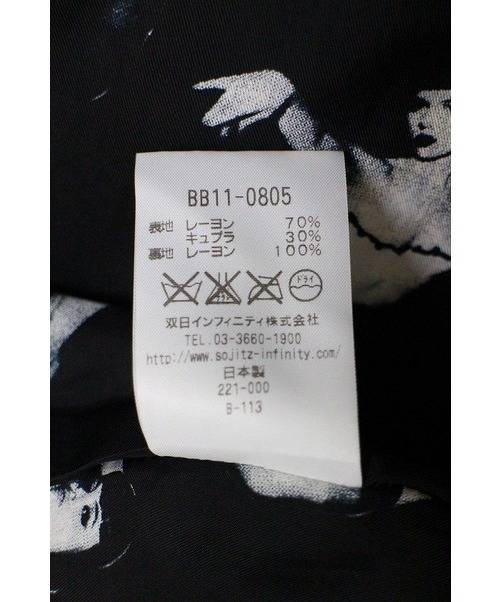 BB11-0805
表地 レーヨン 70%
キュプラ 30%
裏地 レーヨン 100%
ドライ
双日インフィニティ株式会社
TEL.03-3660-1900
http://www.sojitz-infinity.com/
日本製
221-000
B-113